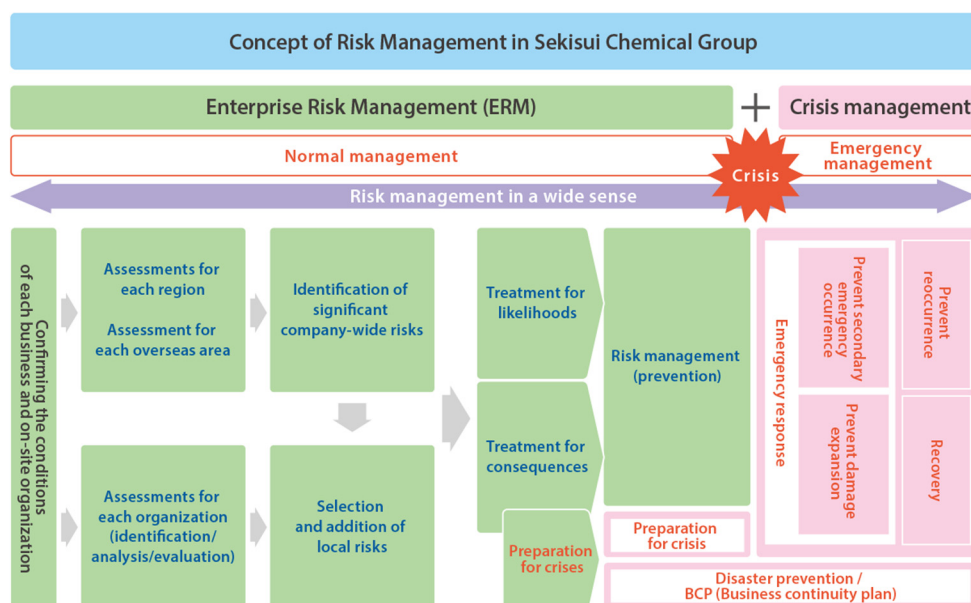 Concept of Risk Management in Sekisui Chemical Group
Enterprise Risk Management (ERM)
+
Crisis management
Normal management
Crisis
Emergency
management
Risk management in a wide sense
Confirming the conditions
of each business and on-site organization
Assessments for
each region
Assessment for
each overseas area
Identification of
significant
company-wide risks
Assessments for
each organization
(identification/
analysis/evaluation)
Selection
and addition of
local risks
Treatment for
likelihoods
Treatment for
consequences
Preparation
for crises
Risk management
(prevention)
Preparation
for crisis
Emergency response
Prevent secondary
emergency
occurrence
Prevent damage
expansion
Prevent
reoccurrence
Recovery
Disaster prevention /
BCP (Business continuity plan)